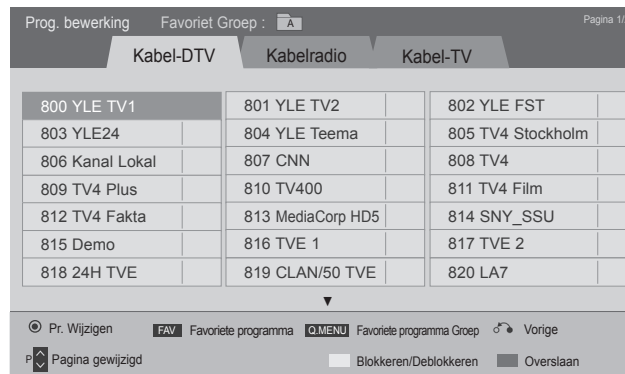 Prog. bewerking Favoriet Groep : A Pagina 1/
Kabel-DTV Kabelradio Kabel-TV
800 YLE TV1 801 YLE TV2 802 YLE FST
803 YLE24 804 YLE Teema 805 TV4 Stockholm
806 Kanal Lokal 807 CNN 808 TV4
809 TV4 Plus 810 TV400 811 TV4 Film
812 TV4 Fakta 813 MediaCorp HD5 814 SNY_SSU
815 Demo 816 TVE 1 817 TVE 2
818 24H TVE 819 CLAN/50 TVE 820 LA7
▼
Pr. Wijzigen FAV Favoriete programma Q.MENU Favoriete programma Groep Vorige
P Pagina gewijzigd Blokkeren/Deblokkeren Overslaan